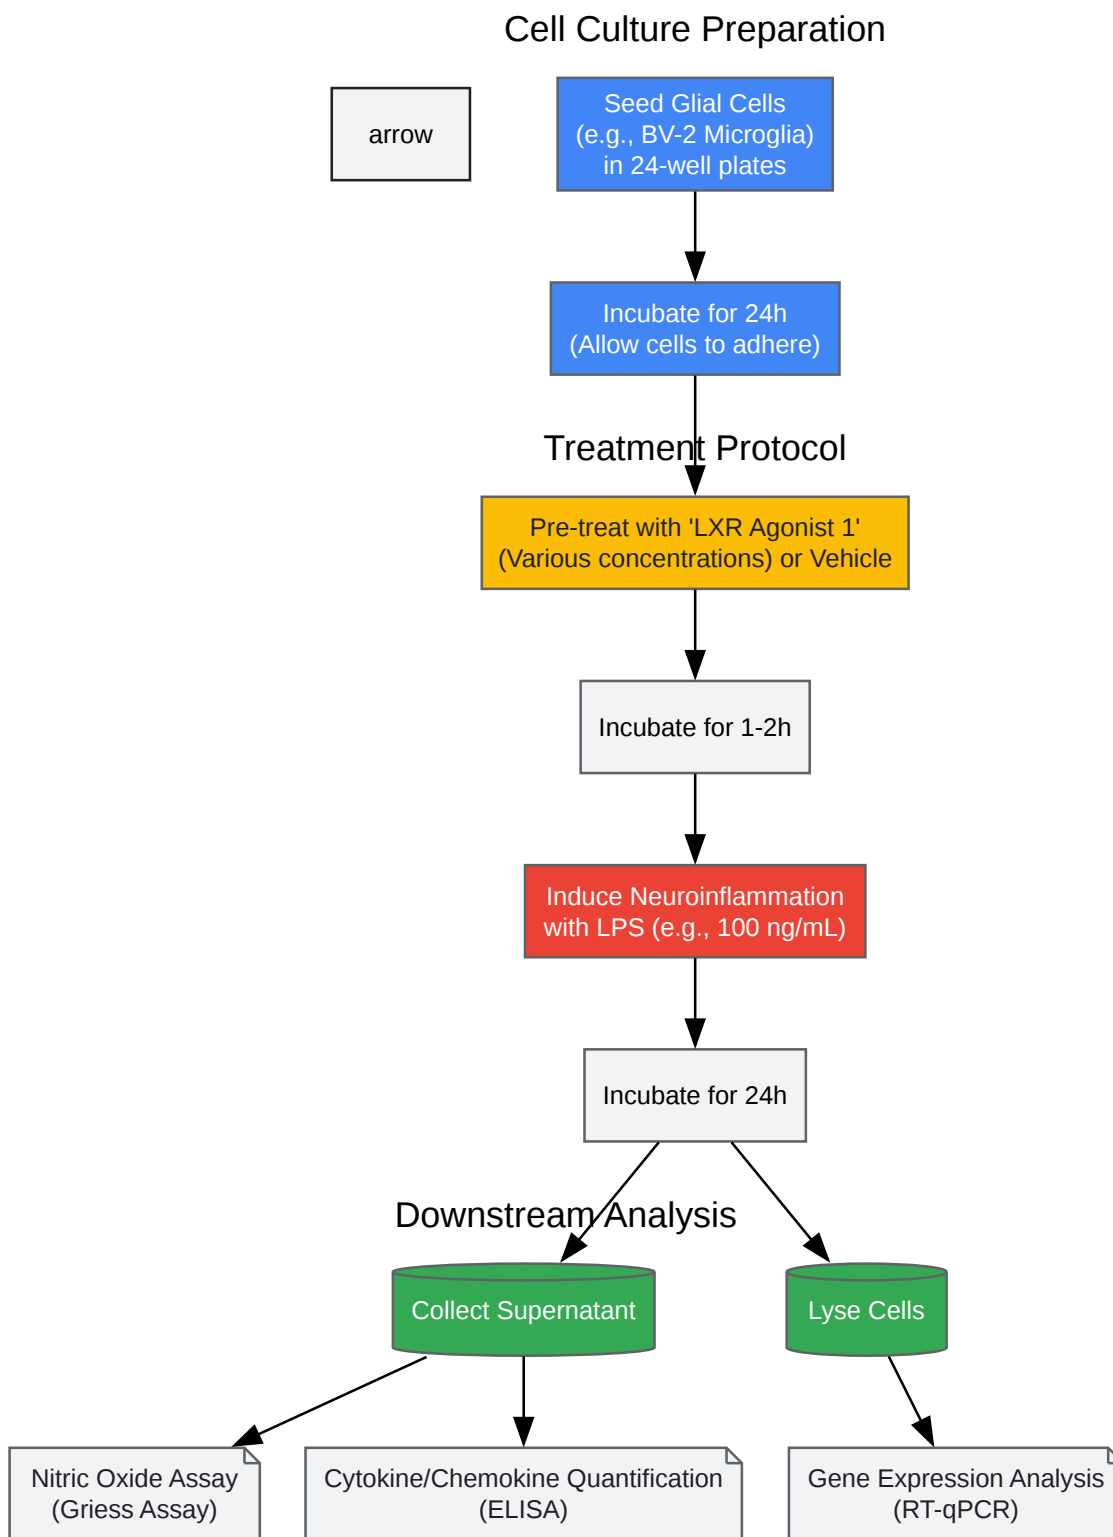 Cell Culture Preparation
arrow
Seed Glial Cells
(e.g., BV-2 Microglia)
in 24-well plates
Incubate for 24h
(Allow cells to adhere)
Treatment Protocol
Pre-treat with 'LXR Agonist 1'
(Various concentrations) or Vehicle
Incubate for 1-2h
Induce Neuroinflammation
with LPS (e.g., 100 ng/mL)
Incubate for 24h
Downstream Analysis
Collect Supernatant
Lyse Cells
Nitric Oxide Assay
(Griess Assay)
Cytokine/Chemokine Quantification
(ELISA)
Gene Expression Analysis
(RT-qPCR)